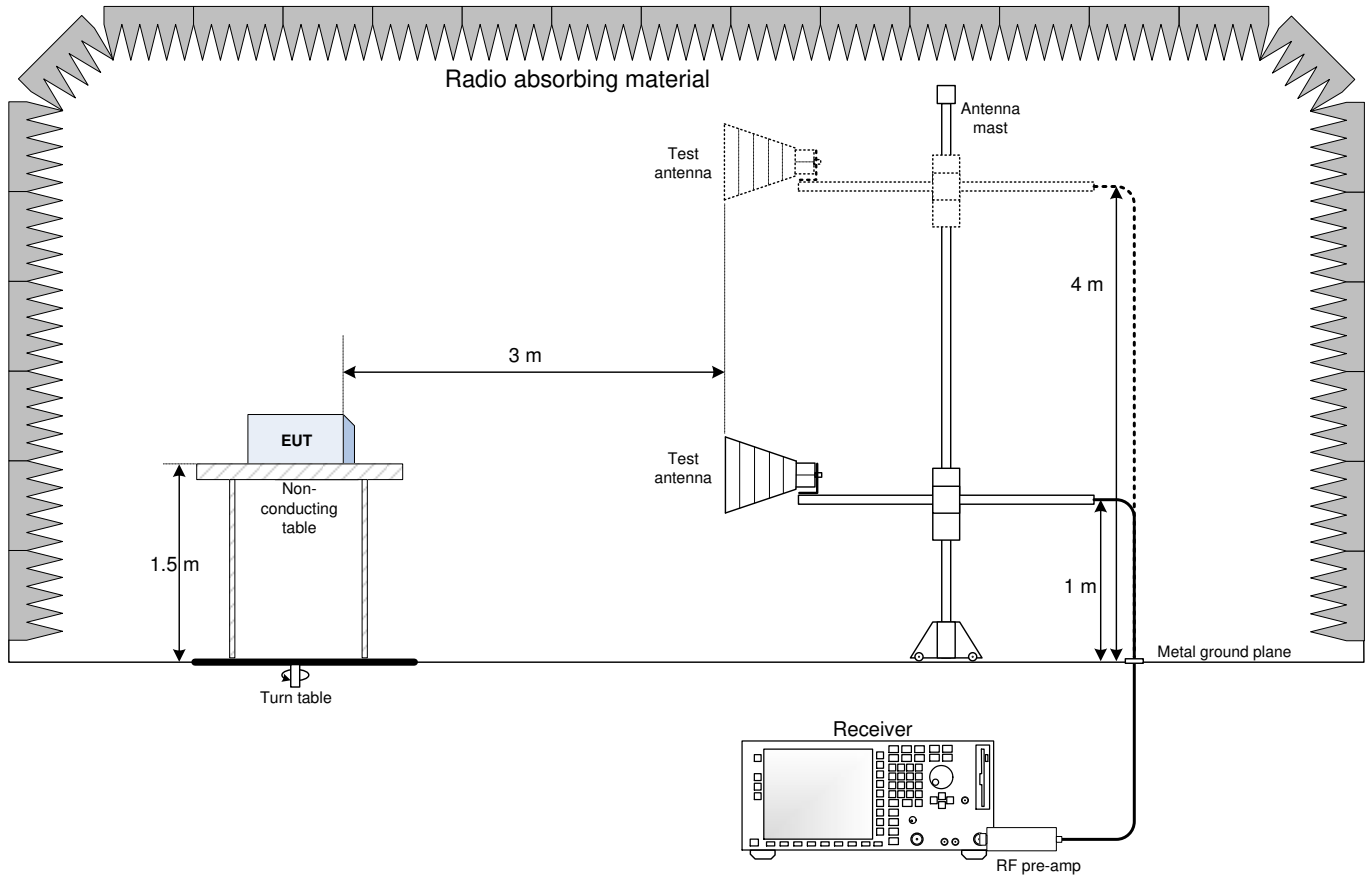 Radio absorbing material
Antenna
mast
Test
antenna
4 m
3 m
EUT
Test
antenna
Non-
conducting
table
1.5 m
1 m
Metal ground plane
Turn table
Receiver
RF pre-amp